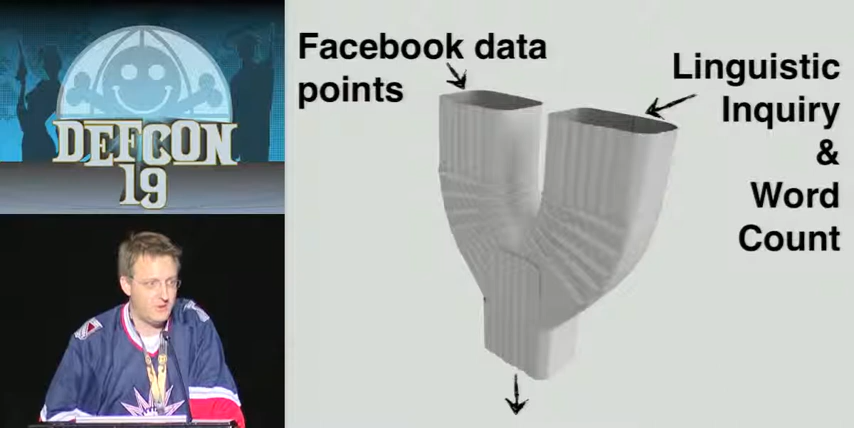 DEFCON
19
Facebook data
points
Linguistic
Inquiry
&
Word
Count